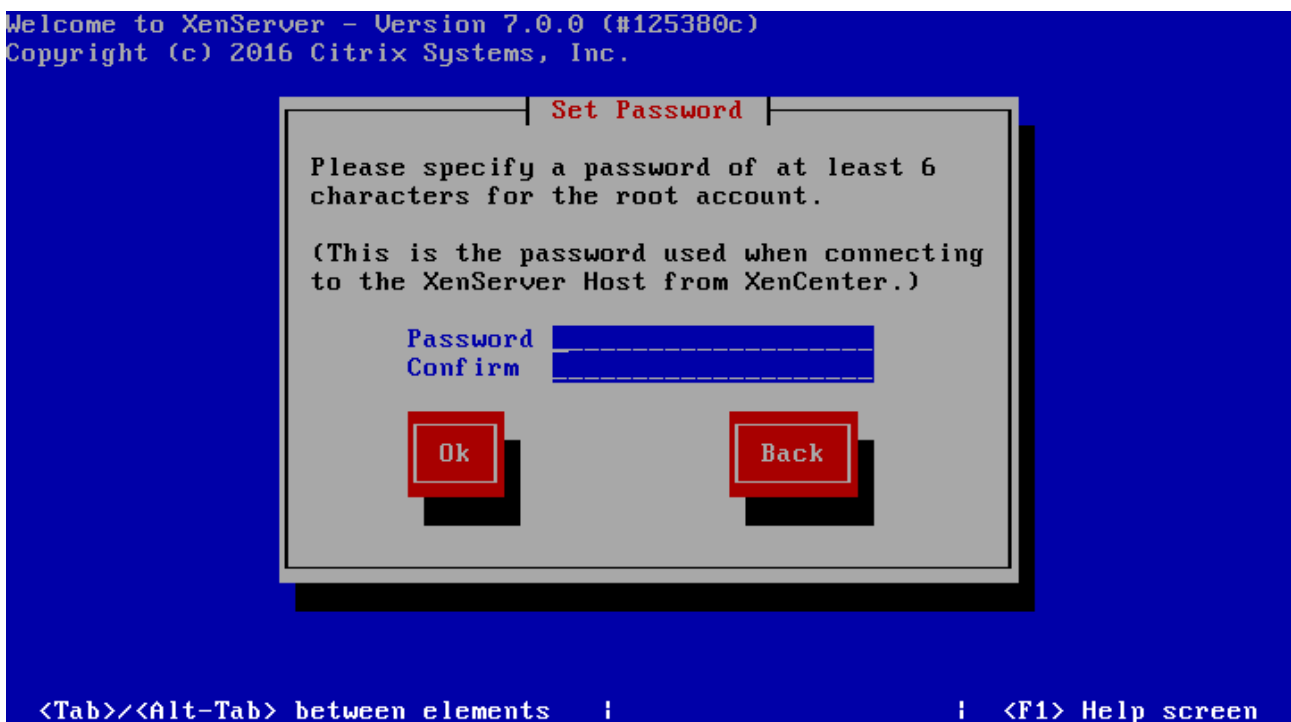 Welcome to XenServer - Version 7.0.0 (#125380c)
Copyright (c) 2016 Citrix Systems, Inc.
Set Password
Please specify a password of at least 6
characters for the root account.
(This is the password used when connecting
to the XenServer Host from XenCenter.)
Password
Confirm
Ok Back
<Tab>/<Alt-Tab> between elements | | <F1> Help screen